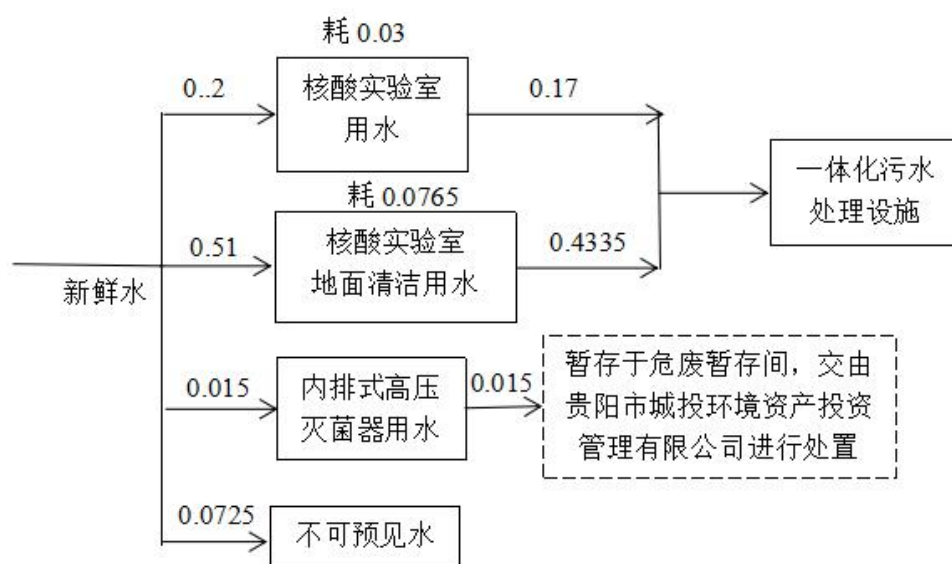 耗 0.03
0..2
核酸实验室
用水
0.17
一体化污水
处理设施
耗 0.0765
0.51
核酸实验室
地面清洁用水
0.4335
新鲜水
0.015
内排式高压
灭菌器用水
0.015
暂存于危废暂存间，交由
贵阳市城投环境资产投资
管理有限公司进行处置
0.0725
不可预见水